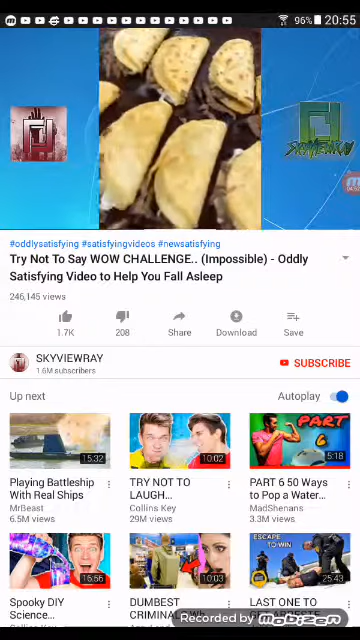 96% 20:55
#oddlysatisfying #satisfyingvideos #newsatisfying
Try Not To Say WOW CHALLENGE.. (Impossible) - Oddly
Satisfying Video to Help You Fall Asleep
246,145 views
1.7K 208 Share Download Save
SKYVIEWRAY
1.6M subscribers
SUBSCRIBE
Up next Autoplay
15:32
Playing Battleship
With Real Ships
MrBeast
6.5M views
10:02
TRY NOT TO
LAUGH...
Collins Key
29M views
PART 6
5:18
PART 6 50 Ways
to Pop a Water...
MadShenans
3.3M views
16:56
Spooky DIY
Science...
10:03
DUMBEST
ESCAPE TO WIN
25:43
LAST ONE TO
Recorded by mobizen